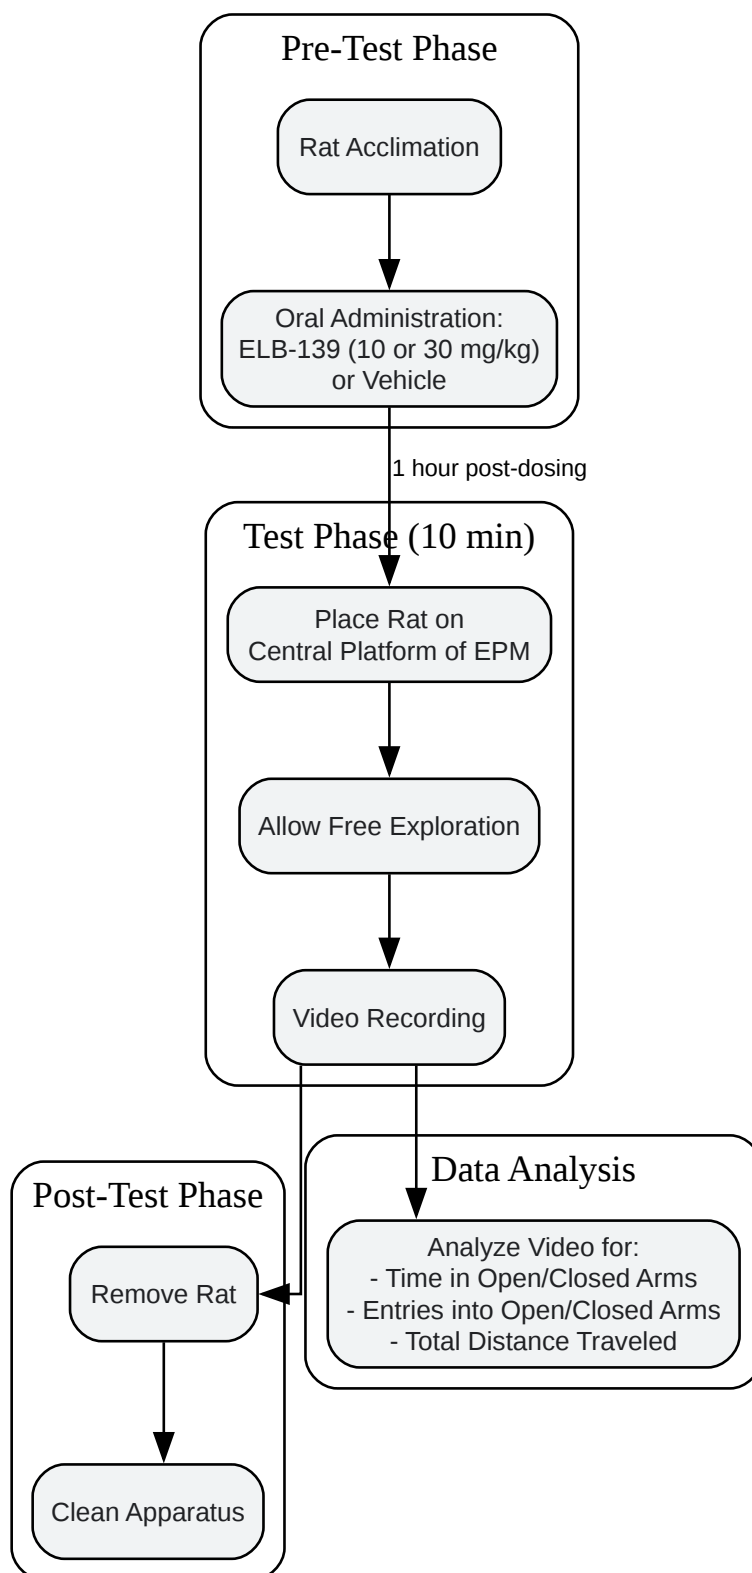 Pre-Test Phase
Rat Acclimation
Oral Administration:
ELB-139 (10 or 30 mg/kg)
or Vehicle
1 hour post-dosing
Test Phase (10 min)
Place Rat on
Central Platform of EPM
Allow Free Exploration
Video Recording
Post-Test Phase
Remove Rat
Clean Apparatus
Data Analysis
Analyze Video for:
- Time in Open/Closed Arms
- Entries into Open/Closed Arms
- Total Distance Traveled